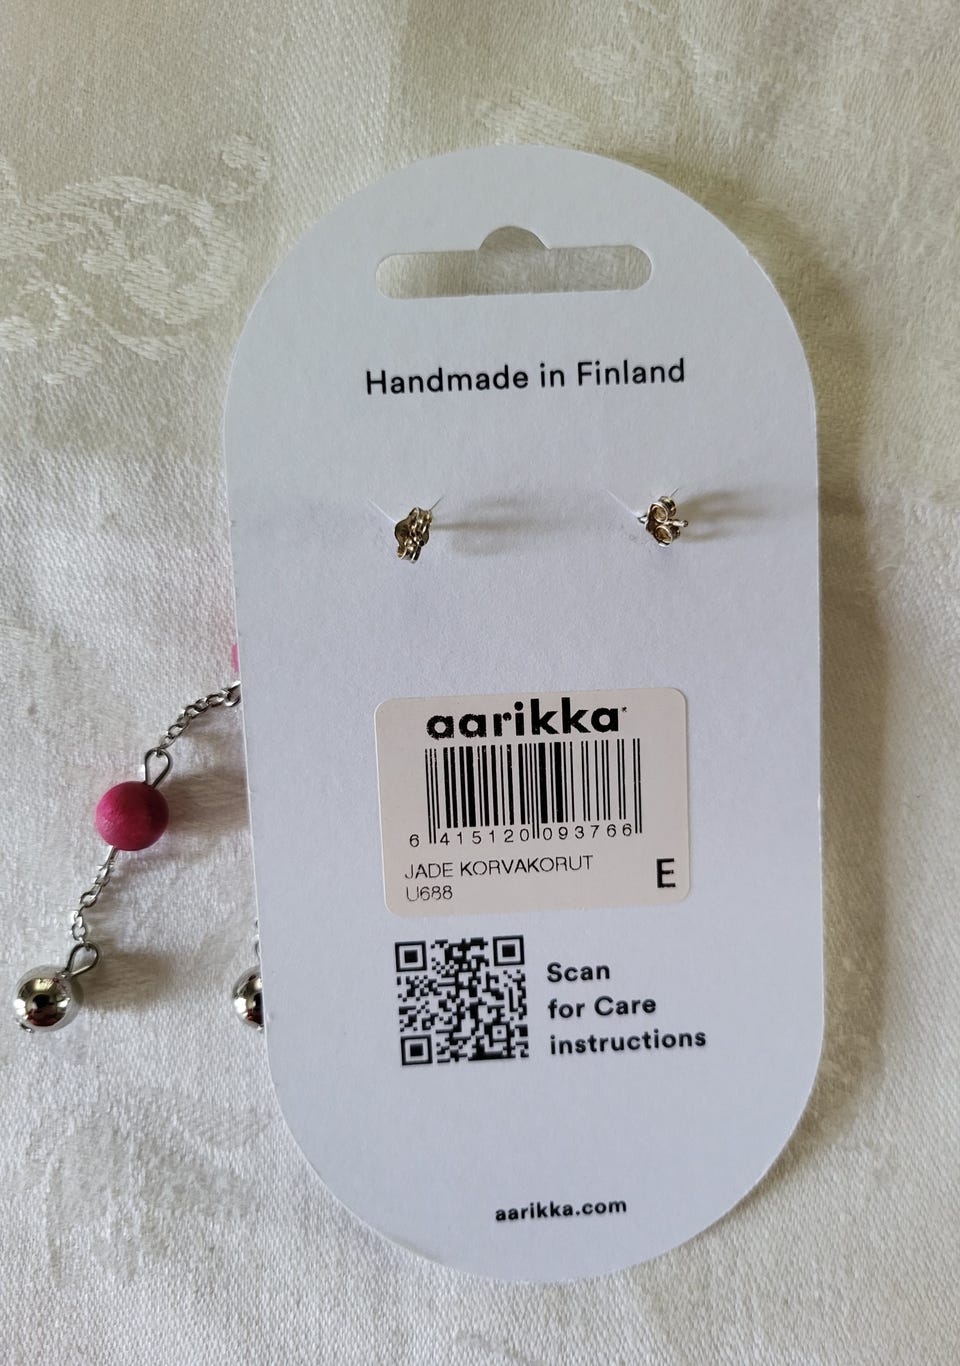 Handmade in Finland
aarikka
6 415120 093766
JADE KORVAKORUT
U688
E
Scan
for Care
instructions
aarikka.com